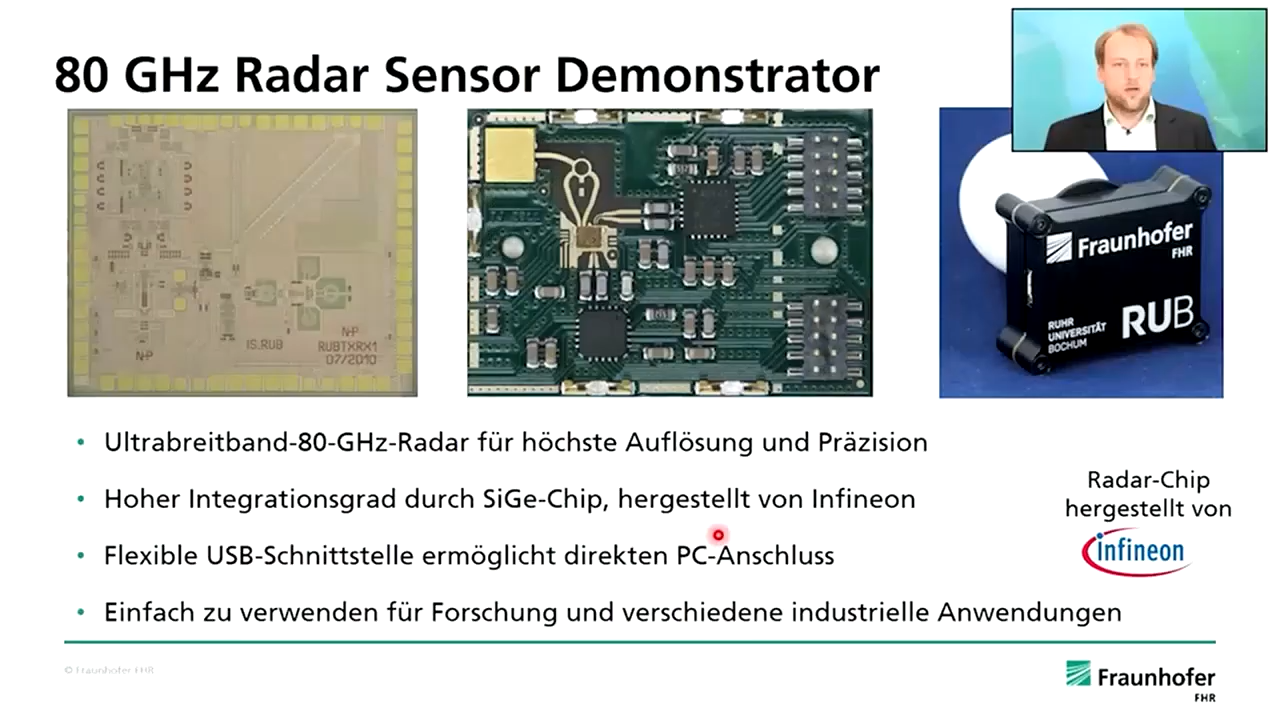 80 GHz Radar Sensor Demonstrator
N-P
IS.RUB
N-P
RUBTXRX1
07/2010
Fraunhofer
FHR
RUHR
UNIVERSITÄT
BOCHUM
RUB
• Ultrabreitband-80-GHz-Radar für höchste Auflösung und Präzision
• Hoher Integrationsgrad durch SiGe-Chip, hergestellt von Infineon
• Flexible USB-Schnittstelle ermöglicht direkten PC-Anschluss
• Einfach zu verwenden für Forschung und verschiedene industrielle Anwendungen
Radar-Chip
hergestellt von
infineon
© Fraunhofer FHR
Fraunhofer
FHR